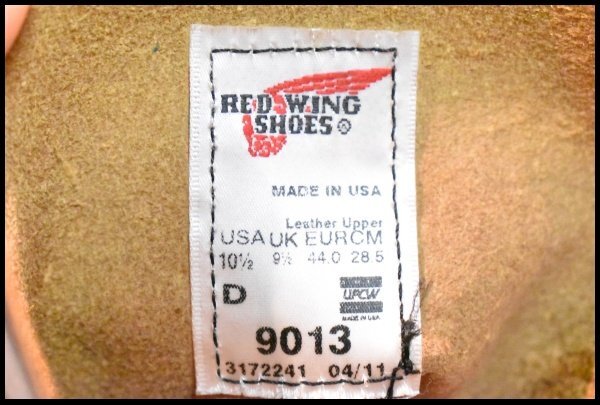 RED WING
SHOES®
MADE IN USA
Leather Upper
USA UK EUR CM
10½ 9½ 44.0 28.5
D
UFCW
MADE IN USA
9013
3172241 04/11